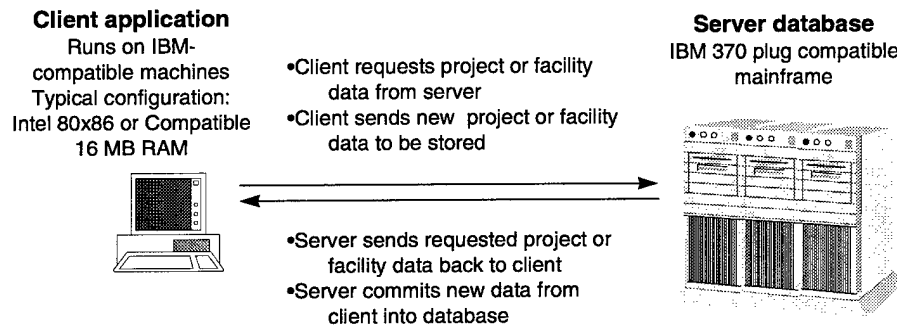 Client application
Runs on IBM-
compatible machines
Typical configuration:
Intel 80x86 or Compatible
16 MB RAM
•Client requests project or facility
data from server
•Client sends new project or facility
data to be stored
Server database
IBM 370 plug compatible
mainframe
•Server sends requested project or
facility data back to client
•Server commits new data from
client into database